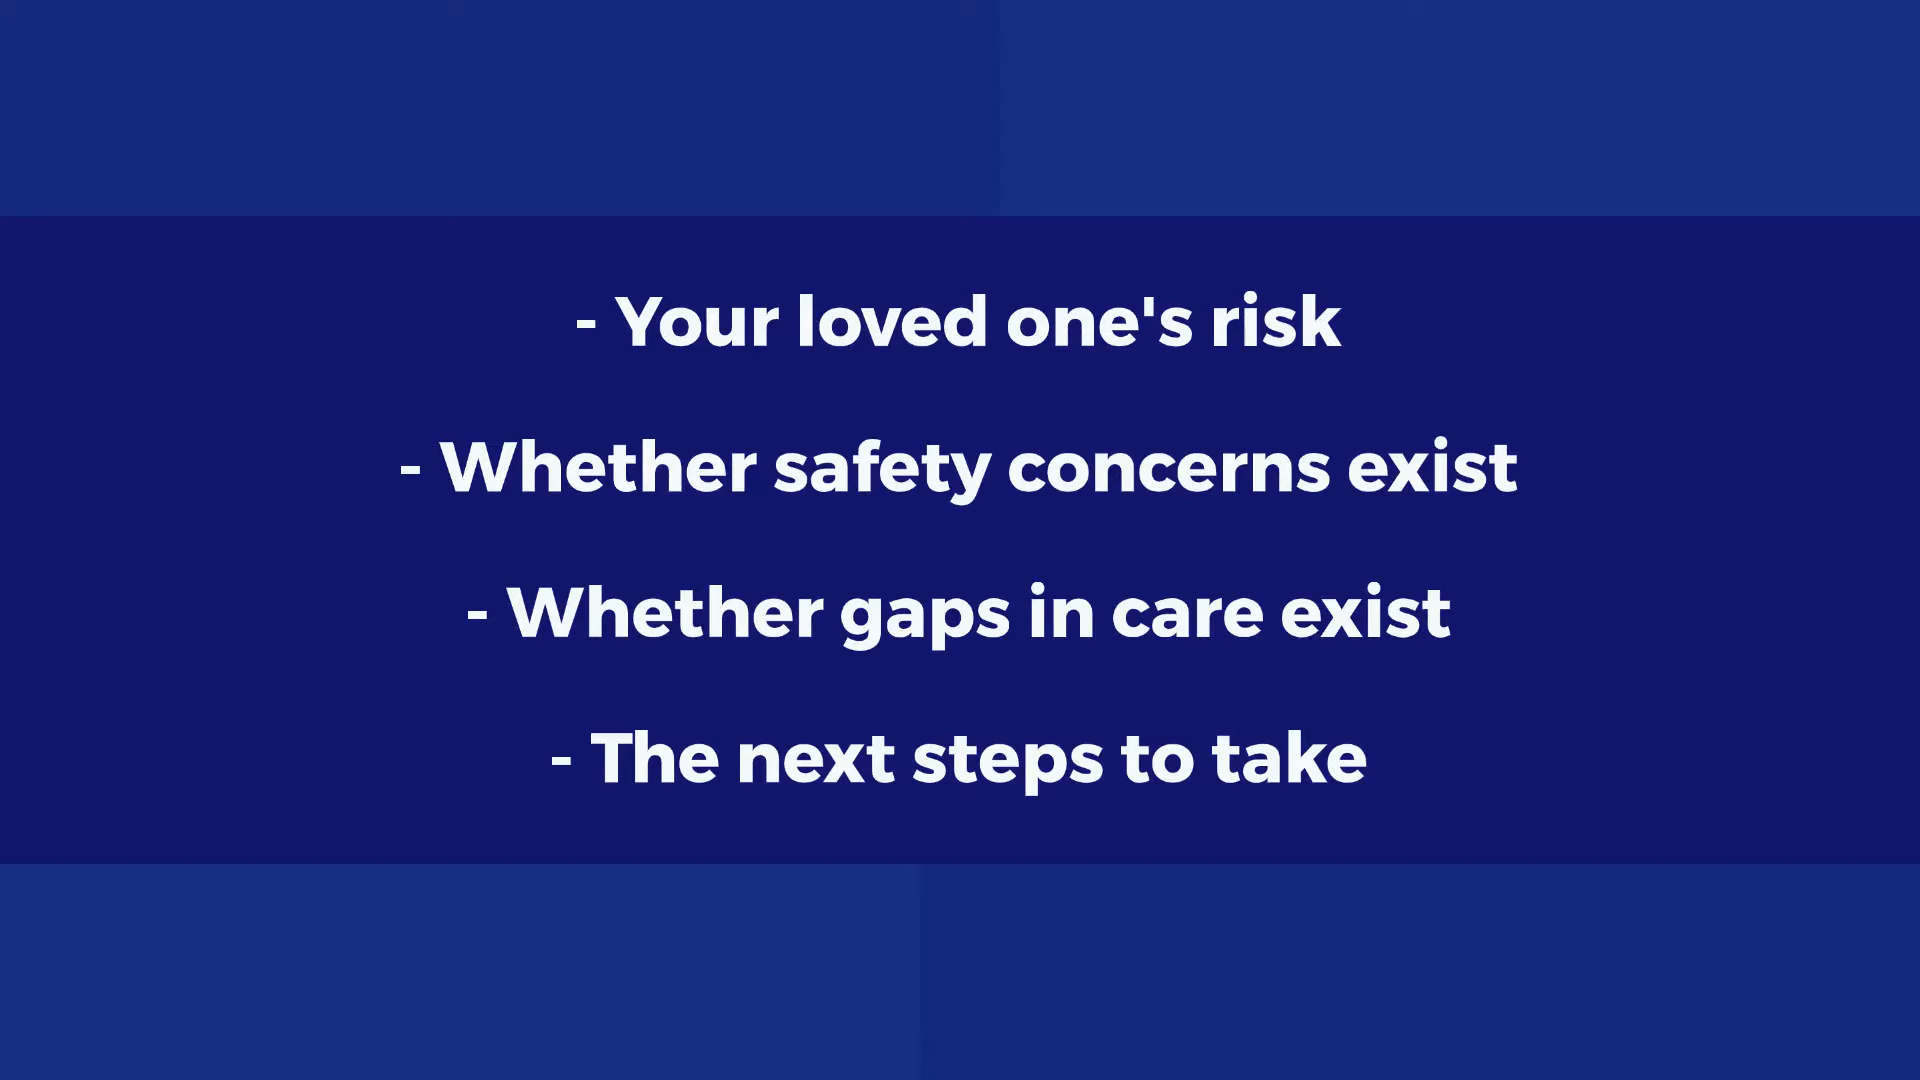 - Your loved one's risk
- Whether safety concerns exist
- Whether gaps in care exist
- The next steps to take